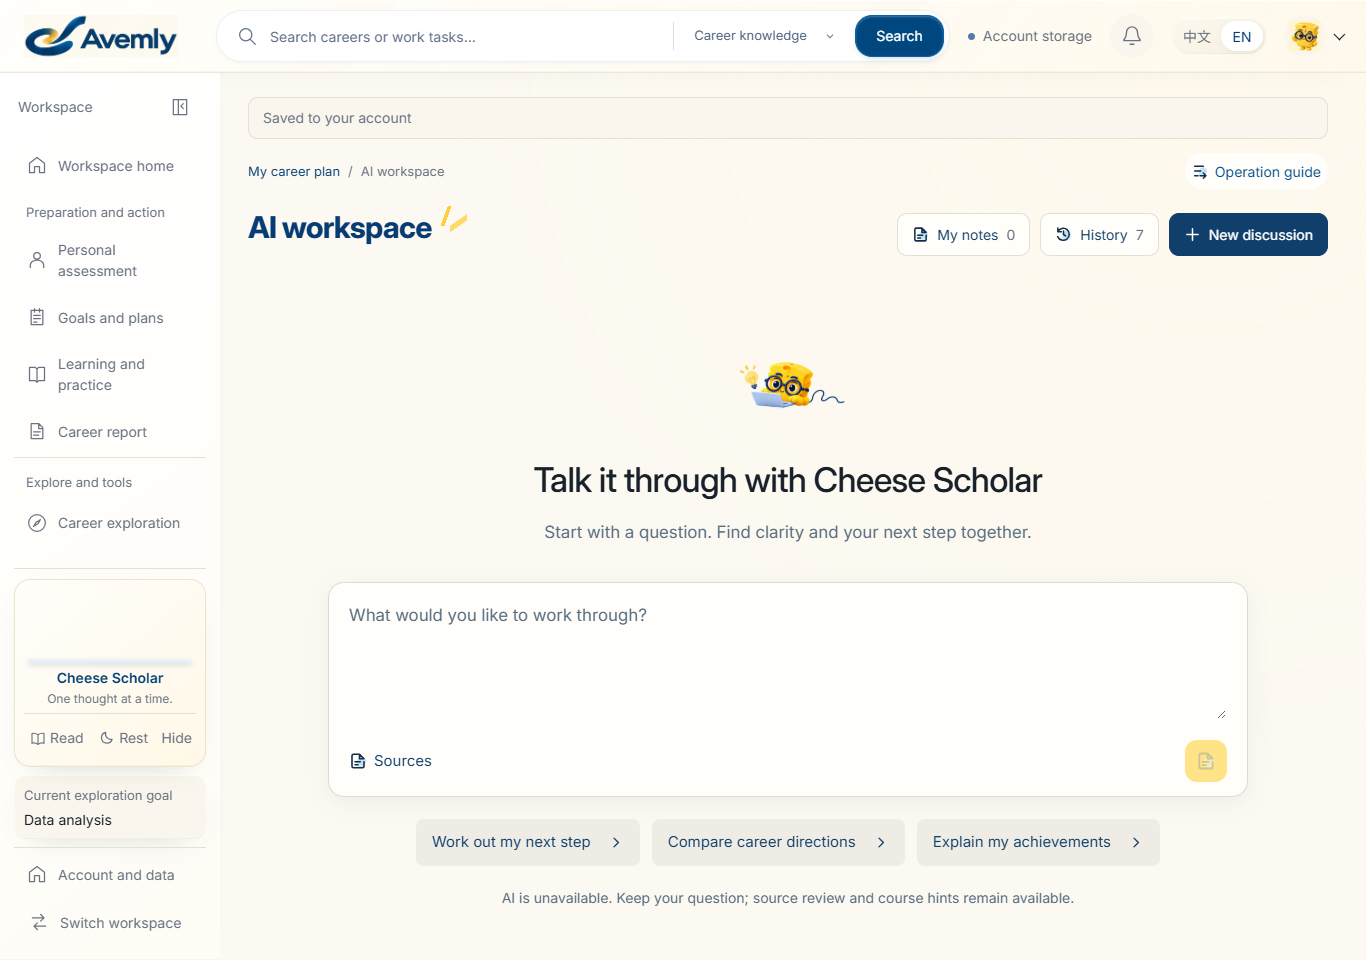 Avemly
Search careers or work tasks...
Career knowledge
Search
Account storage
中文
EN
Workspace
Workspace home
Preparation and action
Personal
assessment
Goals and plans
Learning and
practice
Career report
Explore and tools
Career exploration
Cheese Scholar
One thought at a time.
Read
Rest
Hide
Current exploration goal
Data analysis
Account and data
Switch workspace
Saved to your account
My career plan / AI workspace
Operation guide
AI workspace
My notes 0
History 7
New discussion
Talk it through with Cheese Scholar
Start with a question. Find clarity and your next step together.
What would you like to work through?
Sources
Work out my next step
Compare career directions
Explain my achievements
AI is unavailable. Keep your question; source review and course hints remain available.